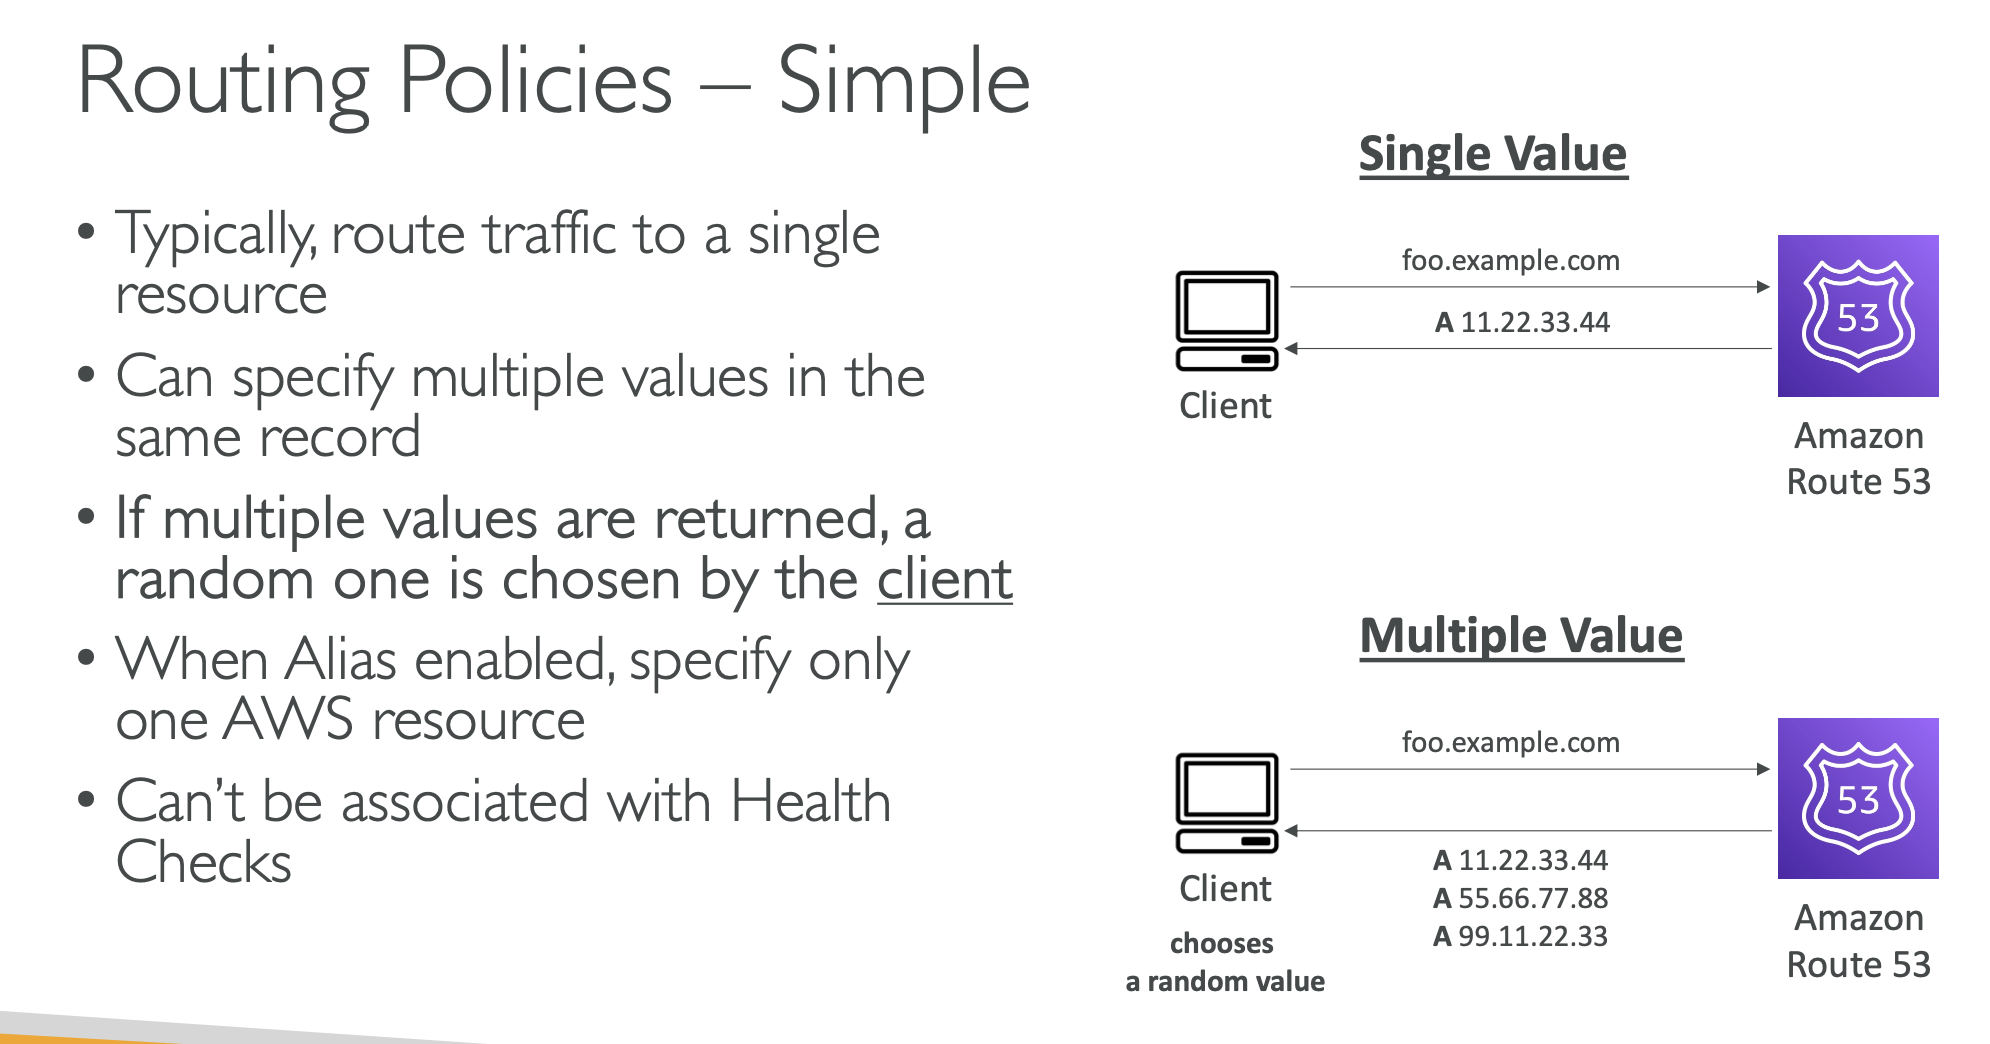 Routing Policies – Simple
• Typically, route traffic to a single
resource
• Can specify multiple values in the
same record
• If multiple values are returned, a
random one is chosen by the client
• When Alias enabled, specify only
one AWS resource
• Can’t be associated with Health
Checks
Single Value
foo.example.com
A 11.22.33.44
53
Client
Amazon
Route 53
Multiple Value
foo.example.com
53
A 11.22.33.44
A 55.66.77.88
A 99.11.22.33
Client
chooses
a random value
Amazon
Route 53